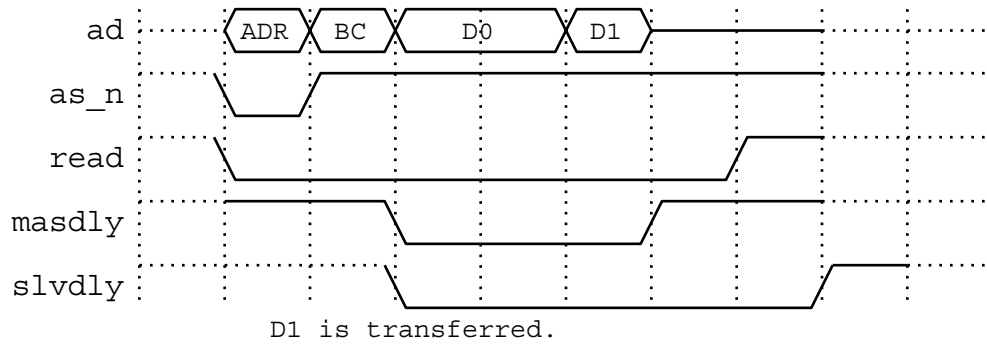 ad ADR BC D0 D1
as_n
read
masdly
slvdly
D1 is transferred.